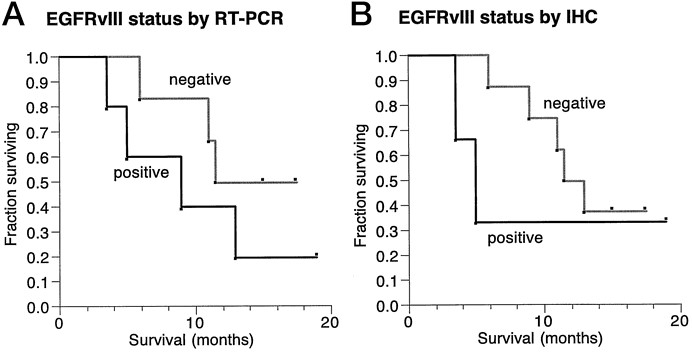 A EGFRvIII status by RT-PCR
1.0
0.9
0.8
0.7
0.6
0.5
0.4
0.3
0.2
0.1
0.0
Fraction surviving
negative
positive
0 10 20
Survival (months)
B EGFRvIII status by IHC
1.0
0.9
0.8
0.7
0.6
0.5
0.4
0.3
0.2
0.1
0.0
Fraction surviving
negative
positive
0 10 20
Survival (months)